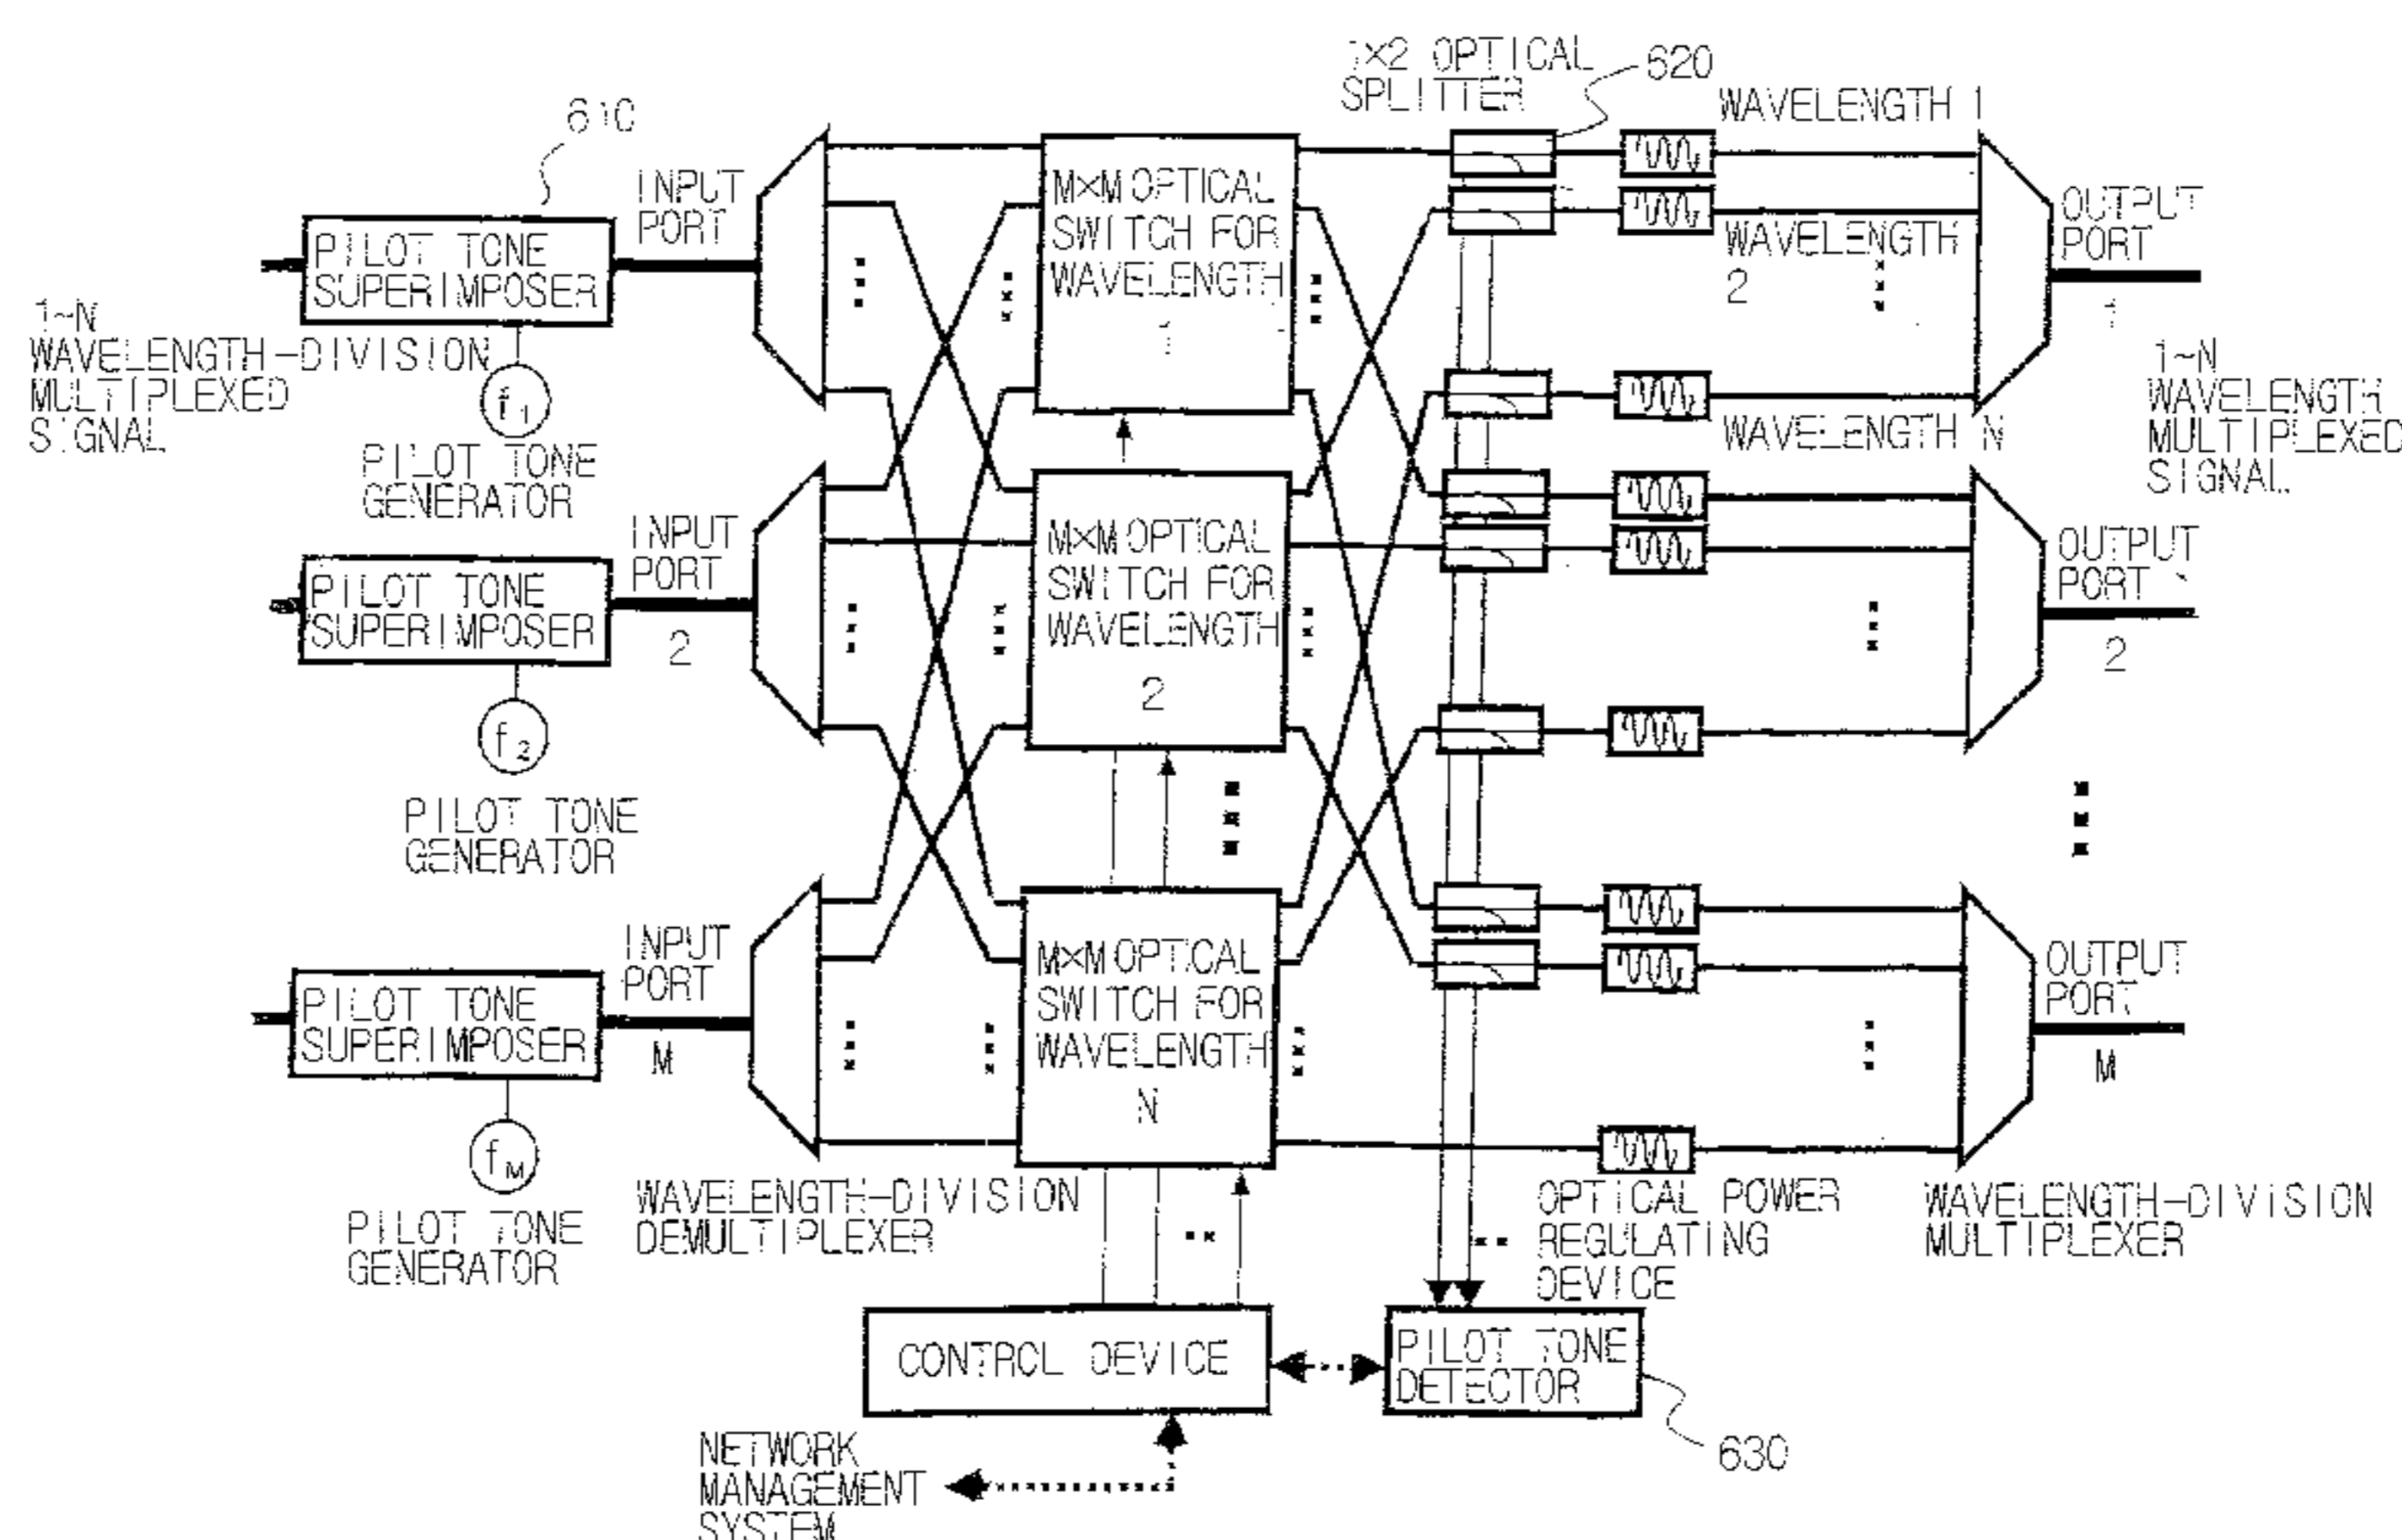 1×2 OPTICAL
SPLITTER
620
WAVELENGTH 1
610
INPUT
PORT
M×M OPTICAL
SWITCH FOR
WAVELENGTH
1
OUTPUT
PORT
1
WAVELENGTH
2
PILOT TONE
SUPERIMPOSER
1~N
WAVELENGTH-DIVISION
MULTIPLEXED
SIGNAL
f1
PILOT TONE
GENERATOR
WAVELENGTH N
1~N
WAVELENGTH
MULTIPLEXED
SIGNAL
INPUT
PORT
2
PILOT TONE
SUPERIMPOSER
f2
PILOT TONE
GENERATOR
M×M OPTICAL
SWITCH FOR
WAVELENGTH
2
OUTPUT
PORT
2
INPUT
PORT
M
PILOT TONE
SUPERIMPOSER
fM
PILOT TONE
GENERATOR
M×M OPTICAL
SWITCH FOR
WAVELENGTH
N
OUTPUT
PORT
M
WAVELENGTH-DIVISION
DEMULTIPLEXER
OPTICAL POWER
REGULATING
DEVICE
WAVELENGTH-DIVISION
MULTIPLEXER
CONTROL DEVICE
PILOT TONE
DETECTOR
630
NETWORK
MANAGEMENT
SYSTEM